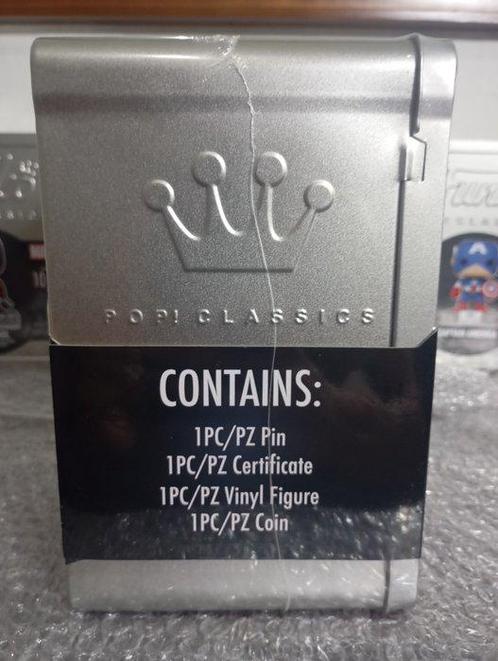 POP! CLASSICS
CONTAINS:
1PC/PZ Pin
1PC/PZ Certificate
1PC/PZ Vinyl Figure
1PC/PZ Coin